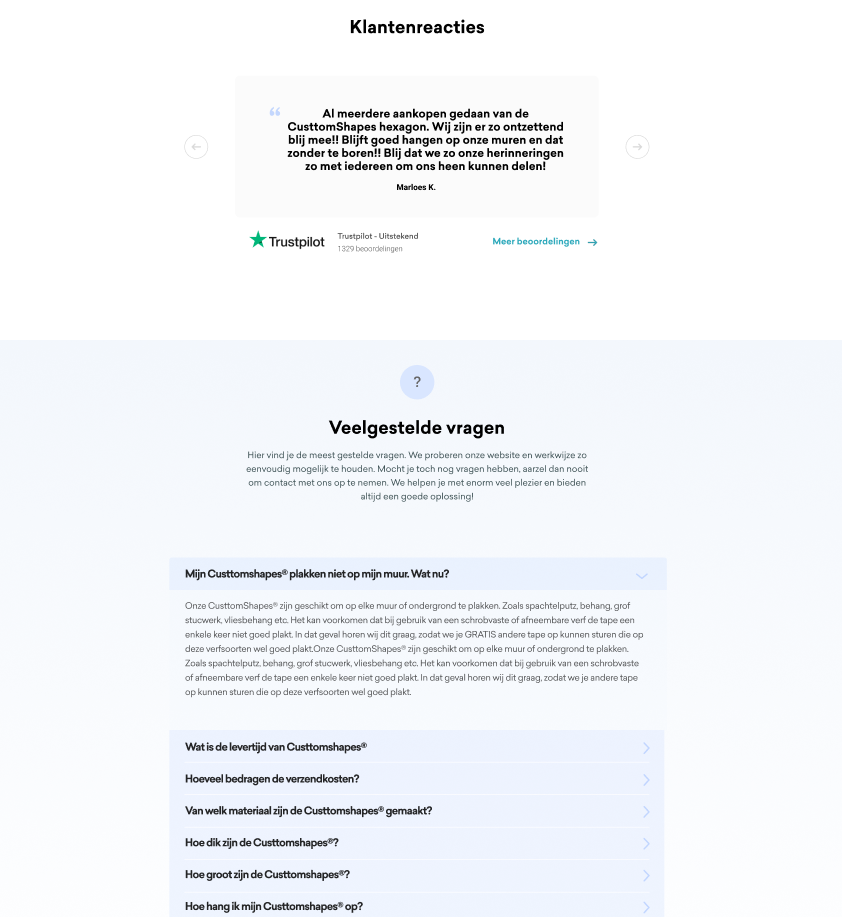 Klantenreacties
“
Al meerdere aankopen gedaan van de
CusttomShapes hexagon. Wij zijn er zo ontzettend
blij mee!! Blijft goed hangen op onze muren en dat
zonder te boren!! Blij dat we zo onze herinneringen
zo met iedereen om ons heen kunnen delen!
Marloes K.
Trustpilot
Trustpilot - Uitstekend
1329 beoordelingen
Meer beoordelingen →
?
Veelgestelde vragen
Hier vind je de meest gestelde vragen. We proberen onze website en werkwijze zo
eenvoudig mogelijk te houden. Mocht je toch nog vragen hebben, aarzel dan nooit
om contact met ons op te nemen. We helpen je met enorm veel plezier en bieden
altijd een goede oplossing!
Mijn Custtomshapes® plakken niet op mijn muur. Wat nu?
Onze CusttomShapes® zijn geschikt om op elke muur of ondergrond te plakken. Zoals spachtelputz, behang, grof
stucwerk, vliesbehang etc. Het kan voorkomen dat bij gebruik van een schrobvaste of afneembare verf de tape een
enkele keer niet goed plakt. In dat geval horen wij dit graag, zodat we je GRATIS andere tape op kunnen sturen die op
deze verfsoorten wel goed plakt.Onze CusttomShapes® zijn geschikt om op elke muur of ondergrond te plakken.
Zoals spachtelputz, behang, grof stucwerk, vliesbehang etc. Het kan voorkomen dat bij gebruik van een schrobvaste
of afneembare verf de tape een enkele keer niet goed plakt. In dat geval horen wij dit graag, zodat we je andere tape
op kunnen sturen die op deze verfsoorten wel goed plakt.
Wat is de levertijd van Custtomshapes®
Hoeveel bedragen de verzendkosten?
Van welk materiaal zijn de Custtomshapes® gemaakt?
Hoe dik zijn de Custtomshapes®?
Hoe groot zijn de Custtomshapes®?
Hoe hang ik mijn Custtomshapes® op?